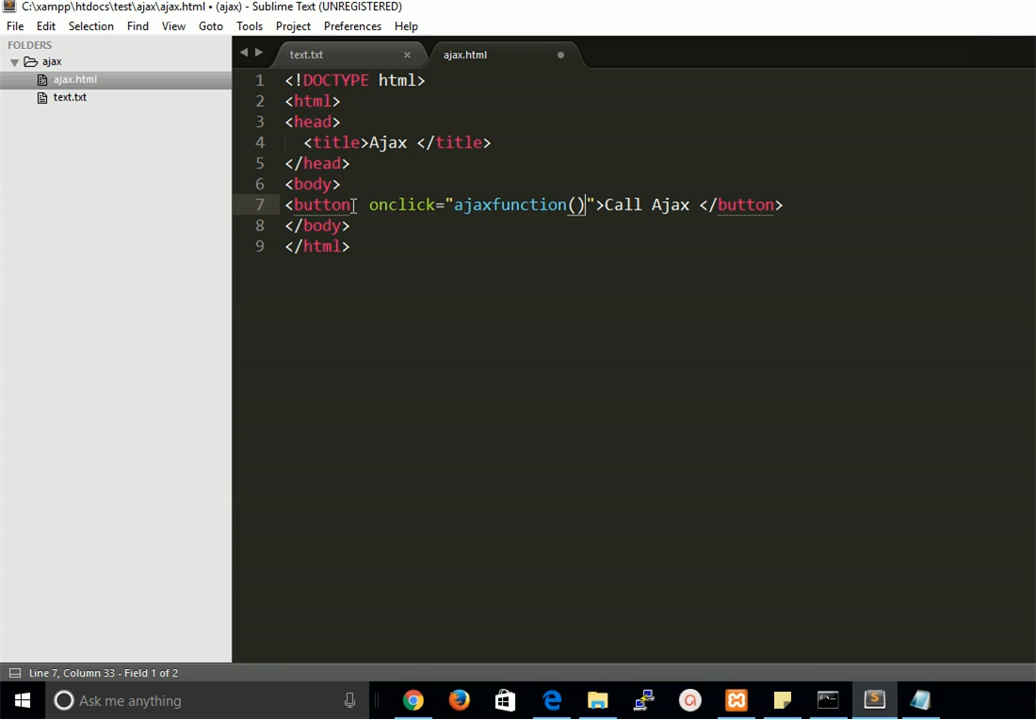 C:\xampp\htdocs\test\ajax\ajax.html • (ajax) - Sublime Text (UNREGISTERED)
File Edit Selection Find View Goto Tools Project Preferences Help
FOLDERS
ajax
ajax.html
text.txt
text.txt × ajax.html
1 <!DOCTYPE html>
2 <html>
3 <head>
4 <title>Ajax </title>
5 </head>
6 <body>
7 <button onclick="ajaxfunction()">Call Ajax </button>
8 </body>
9 </html>
Line 7, Column 33 - Field 1 of 2
Ask me anything